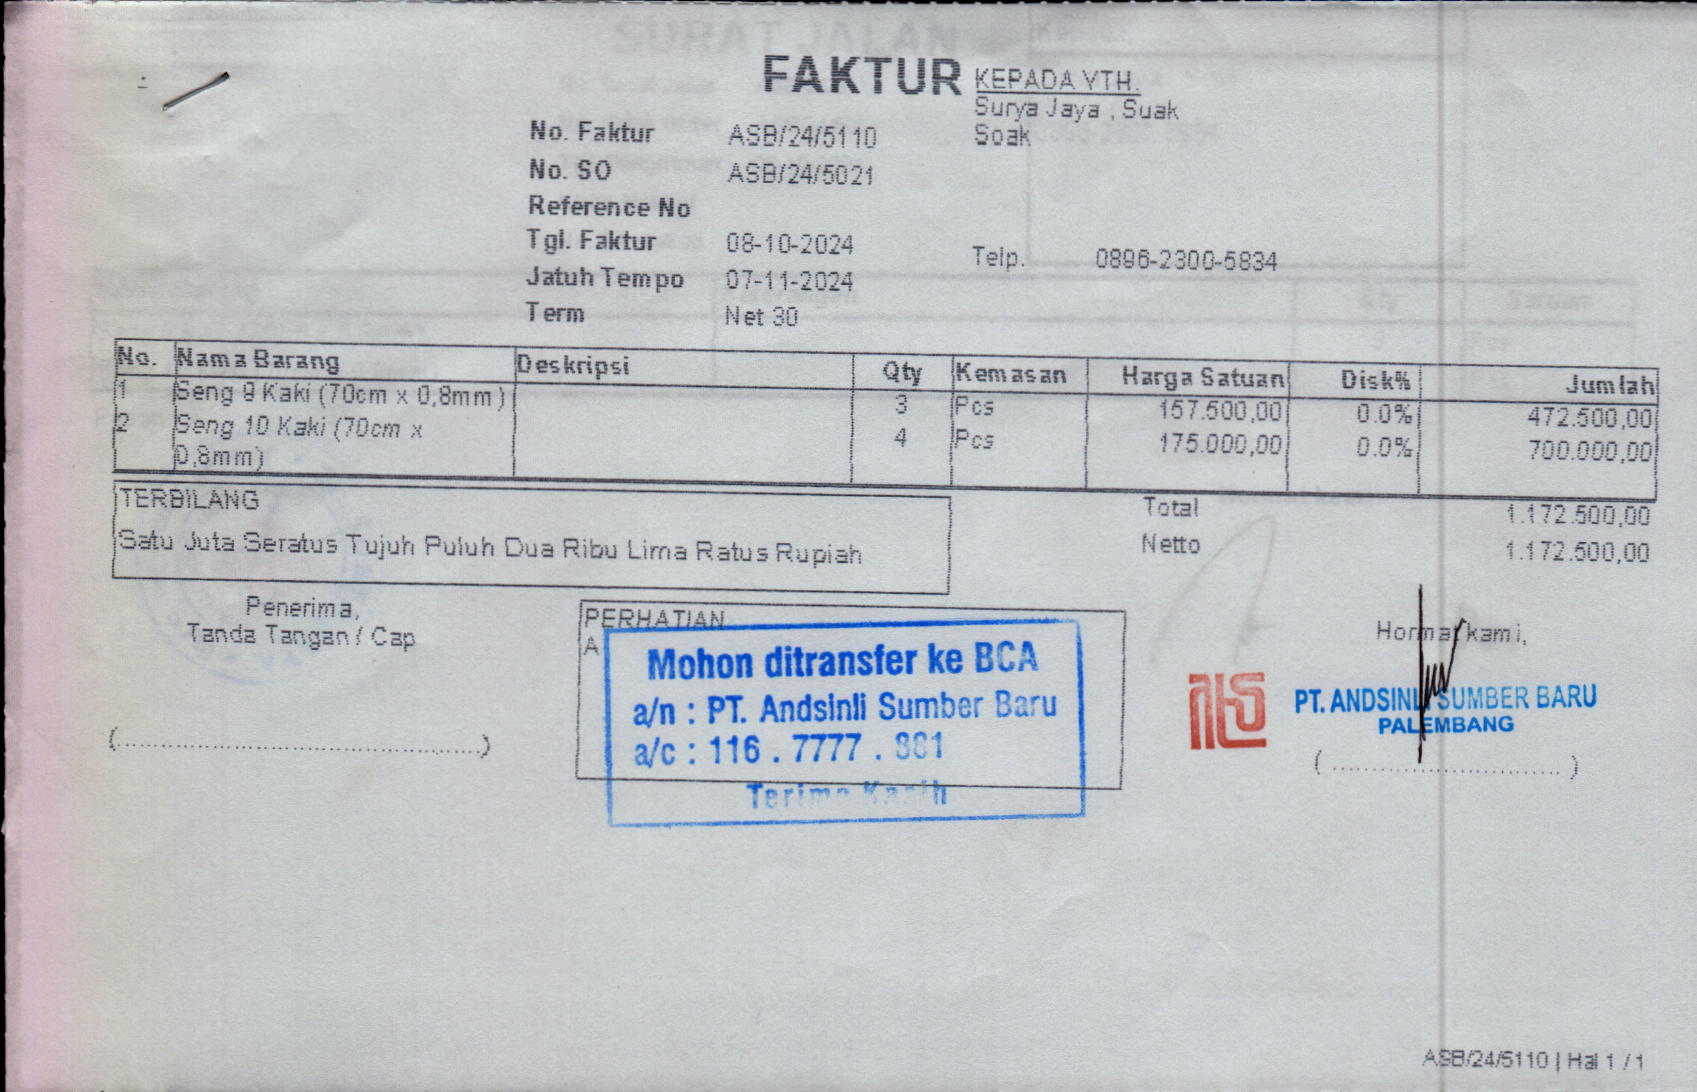 FAKTUR
KEPADA YTH.
Surya Jaya , Suak
Soak
No. Faktur ASB/24/5110
No. SO ASB/24/5021
Reference No
Tgl. Faktur 08-10-2024
Telp. 0896-2300-5834
Jatuh Tempo 07-11-2024
Term Net 30
No. Nama Barang Deskripsi Qty Kemasan Harga Satuan Disk% Jumlah
1 Seng 9 Kaki (70cm x 0,8mm) 3 Pcs 157.500,00 0.0% 472.500,00
2 Seng 10 Kaki (70cm x 4 Pcs 175.000,00 0.0% 700.000,00
0,8mm)
TERBILANG
Total 1.172.500,00
Satu Juta Seratus Tujuh Puluh Dua Ribu Lima Ratus Rupiah
Netto 1.172.500,00
Penerima,
Tanda Tangan / Cap
PERHATIAN
A
Mohon ditransfer ke BCA
a/n : PT. Andsinli Sumber Baru
a/c : 116 . 7777 . 881
Terima Kasih
Hormat kami,
PT. ANDSINLI SUMBER BARU
PALEMBANG
(..........................................)
(..........................)
ASB/24/5110 | Hal 1 / 1